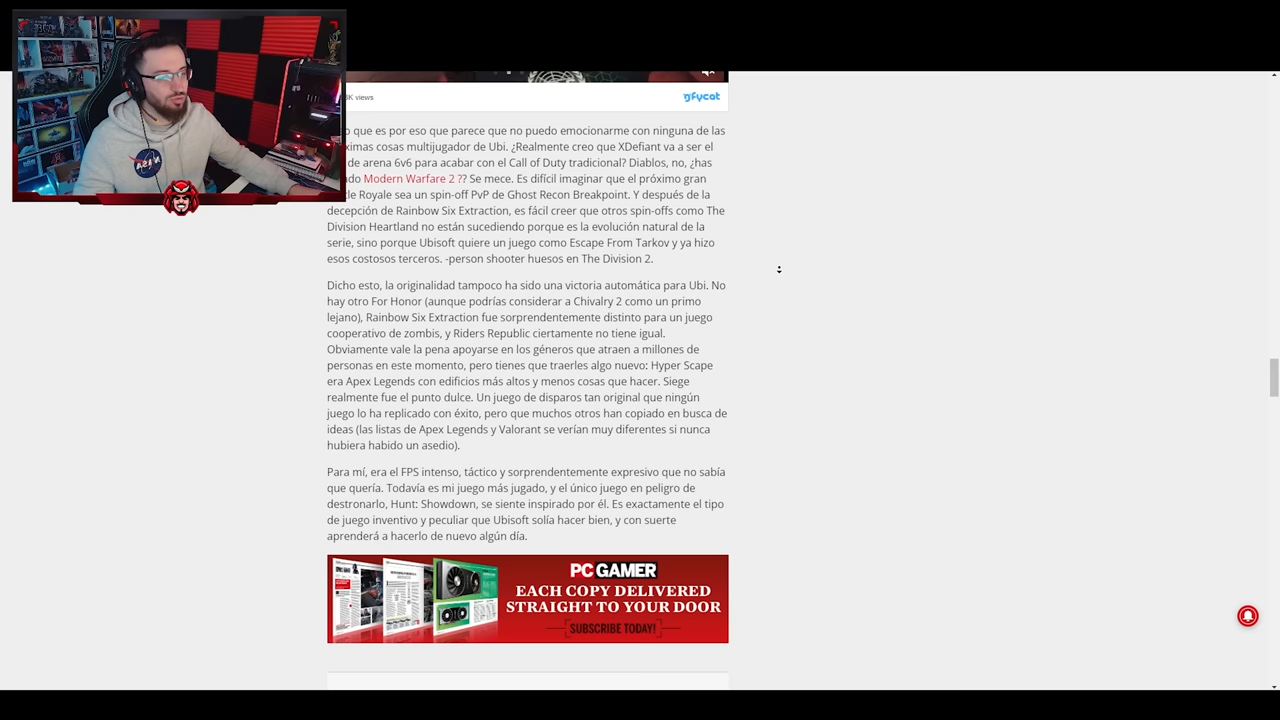 K views
gfycat
o que es por eso que parece que no puedo emocionarme con ninguna de las
ximas cosas multijugador de Ubi. ¿Realmente creo que XDefiant va a ser el
de arena 6v6 para acabar con el Call of Duty tradicional? Diablos, no, ¿has
ado Modern Warfare 2 ?? Se mece. Es difícil imaginar que el próximo gran
tle Royale sea un spin-off PvP de Ghost Recon Breakpoint. Y después de la
decepción de Rainbow Six Extraction, es fácil creer que otros spin-offs como The
Division Heartland no están sucediendo porque es la evolución natural de la
serie, sino porque Ubisoft quiere un juego como Escape From Tarkov y ya hizo
esos costosos terceros. -person shooter huesos en The Division 2.
Dicho esto, la originalidad tampoco ha sido una victoria automática para Ubi. No
hay otro For Honor (aunque podrías considerar a Chivalry 2 como un primo
lejano), Rainbow Six Extraction fue sorprendentemente distinto para un juego
cooperativo de zombis, y Riders Republic ciertamente no tiene igual.
Obviamente vale la pena apoyarse en los géneros que atraen a millones de
personas en este momento, pero tienes que traerles algo nuevo: Hyper Scape
era Apex Legends con edificios más altos y menos cosas que hacer. Siege
realmente fue el punto dulce. Un juego de disparos tan original que ningún
juego lo ha replicado con éxito, pero que muchos otros han copiado en busca de
ideas (las listas de Apex Legends y Valorant se verían muy diferentes si nunca
hubiera habido un asedio).
Para mí, era el FPS intenso, táctico y sorprendentemente expresivo que no sabía
que quería. Todavía es mi juego más jugado, y el único juego en peligro de
destronarlo, Hunt: Showdown, se siente inspirado por él. Es exactamente el tipo
de juego inventivo y peculiar que Ubisoft solía hacer bien, y con suerte
aprenderá a hacerlo de nuevo algún día.
PC GAMER
EACH COPY DELIVERED
STRAIGHT TO YOUR DOOR
SUBSCRIBE TODAY!